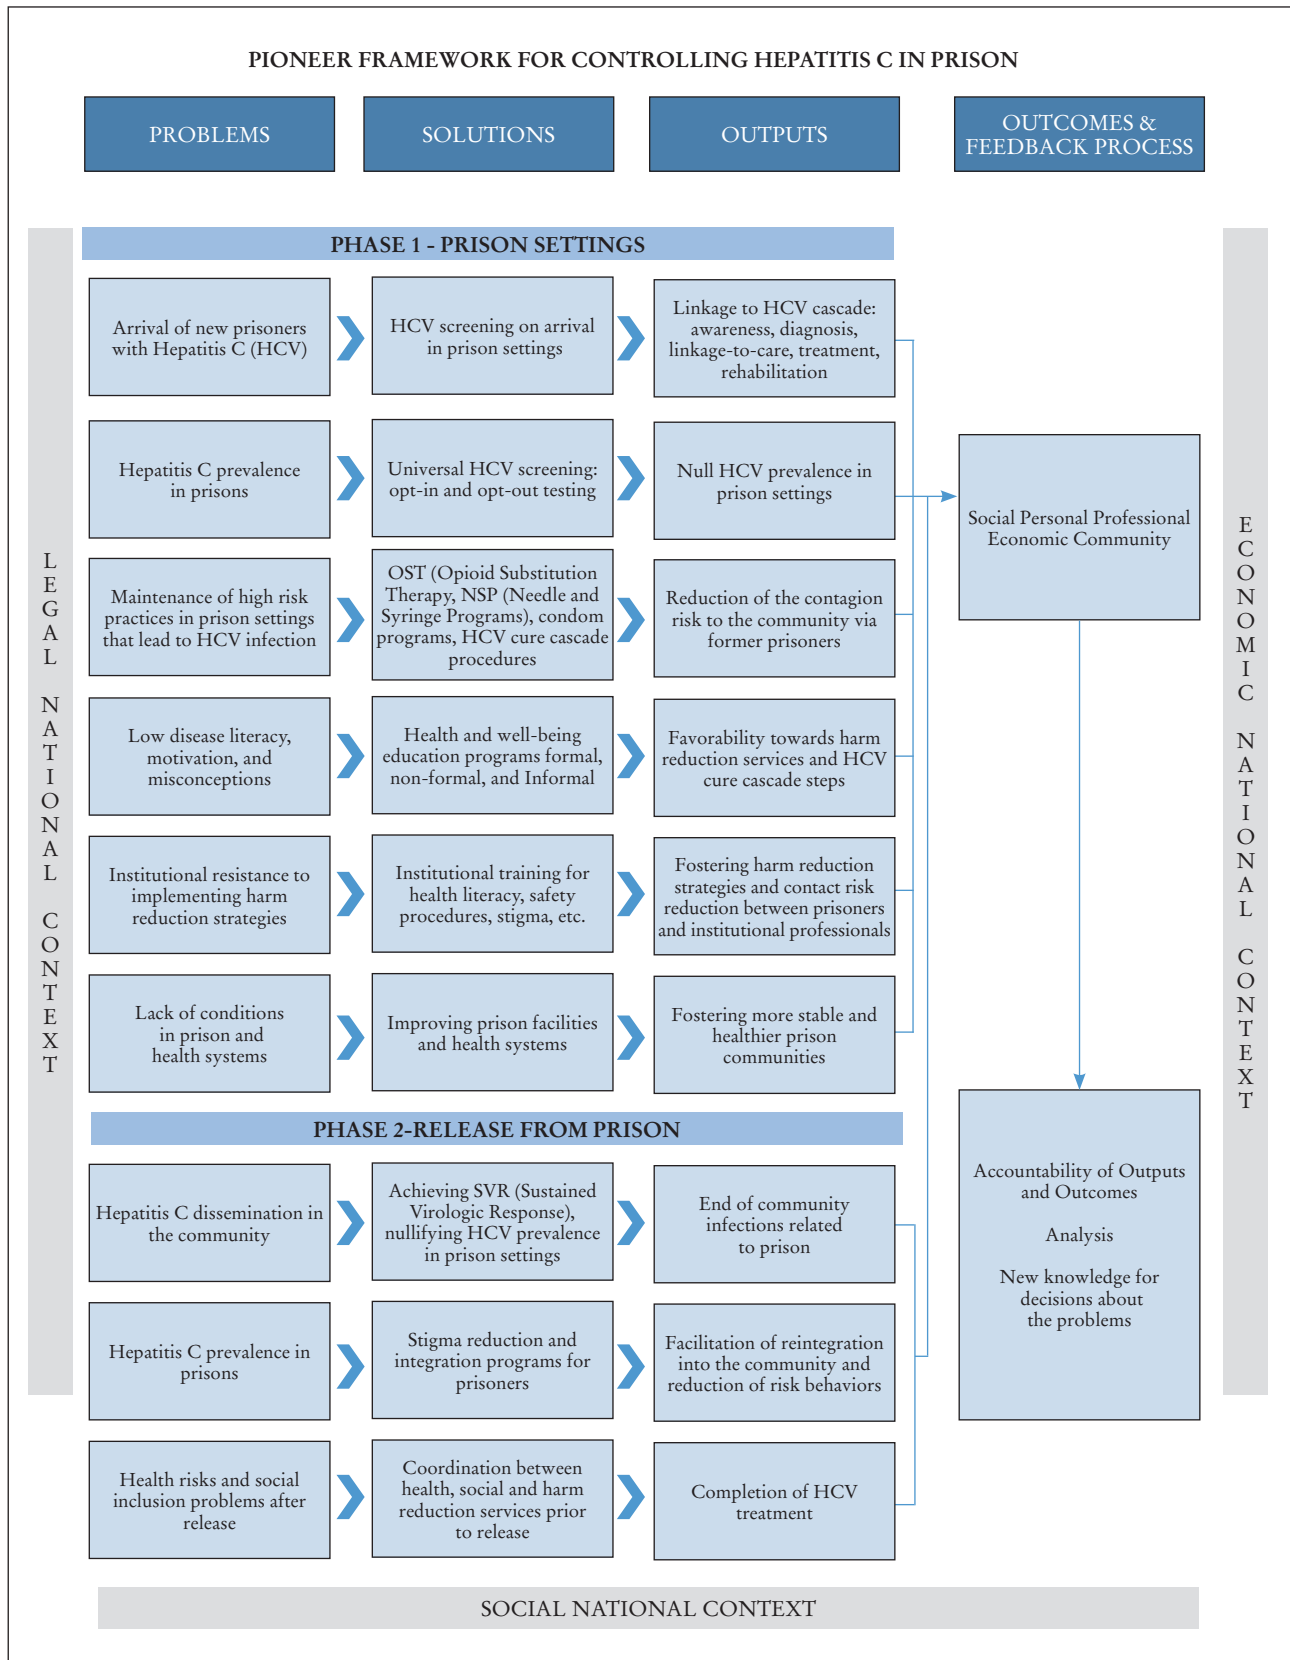 PIONEER FRAMEWORK FOR CONTROLLING HEPATITIS C IN PRISON
PROBLEMS
SOLUTIONS
OUTPUTS
OUTCOMES &
FEEDBACK PROCESS
LEGAL NATIONAL CONTEXT
PHASE 1 - PRISON SETTINGS
Arrival of new prisoners
with Hepatitis C (HCV)
HCV screening on arrival
in prison settings
Linkage to HCV cascade:
awareness, diagnosis,
linkage-to-care, treatment,
rehabilitation
Hepatitis C prevalence
in prisons
Universal HCV screening:
opt-in and opt-out testing
Null HCV prevalence in
prison settings
Maintenance of high risk
practices in prison settings
that lead to HCV infection
OST (Opioid Substitution
Therapy, NSP (Needle and
Syringe Programs), condom
programs, HCV cure cascade
procedures
Reduction of the contagion
risk to the community via
former prisoners
Low disease literacy,
motivation, and
misconceptions
Health and well-being
education programs formal,
non-formal, and Informal
Favorability towards harm
reduction services and HCV
cure cascade steps
Institutional resistance to
implementing harm
reduction strategies
Institutional training for
health literacy, safety
procedures, stigma, etc.
Fostering harm reduction
strategies and contact risk
reduction between prisoners
and institutional professionals
Lack of conditions
in prison and
health systems
Improving prison facilities
and health systems
Fostering more stable and
healthier prison
communities
PHASE 2-RELEASE FROM PRISON
Hepatitis C dissemination in
the community
Achieving SVR (Sustained
Virologic Response),
nullifying HCV prevalence
in prison settings
End of community
infections related
to prison
Hepatitis C prevalence in
prisons
Stigma reduction and
integration programs for
prisoners
Facilitation of reintegration
into the community and
reduction of risk behaviors
Health risks and social
inclusion problems after
release
Coordination between
health, social and harm
reduction services prior
to release
Completion of HCV
treatment
Social Personal Professional
Economic Community
Accountability of Outputs
and Outcomes
Analysis
New knowledge for
decisions about
the problems
ECONOMIC NATIONAL CONTEXT
SOCIAL NATIONAL CONTEXT